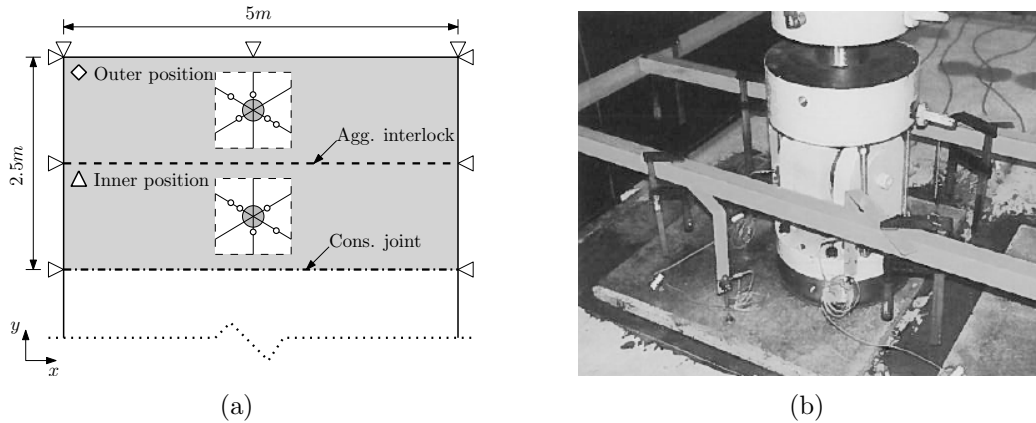 5m
Outer position
Agg. interlock
2.5m
Inner position
Cons. joint
y
x
(a)
(b)